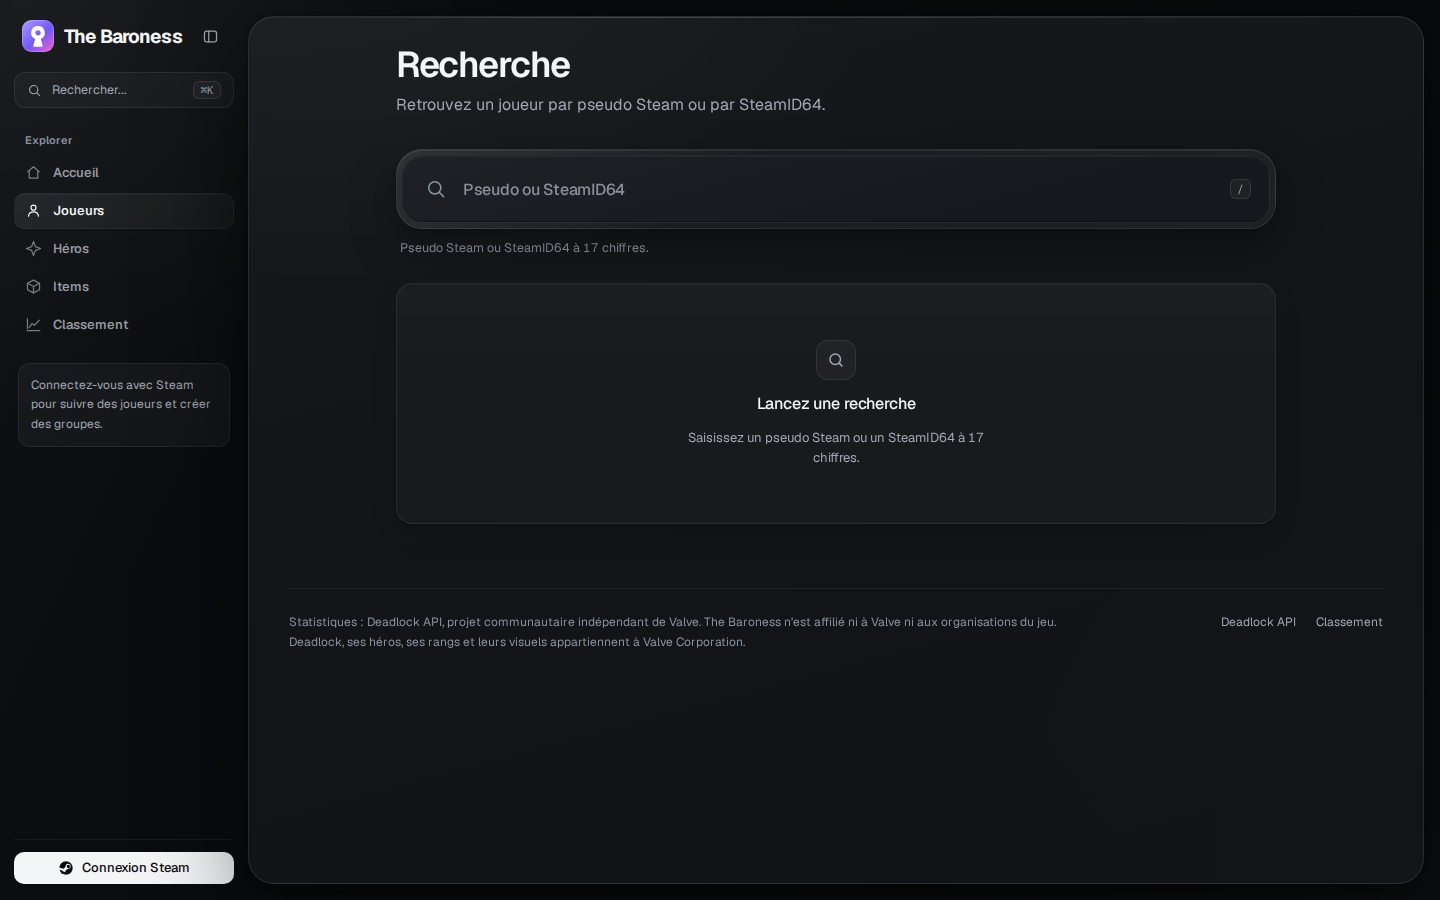 The Baroness
Rechercher...
⌘K
Explorer
Accueil
Joueurs
Héros
Items
Classement
Connectez-vous avec Steam
pour suivre des joueurs et créer
des groupes.
Connexion Steam
Recherche
Retrouvez un joueur par pseudo Steam ou par SteamID64.
Pseudo ou SteamID64
/
Pseudo Steam ou SteamID64 à 17 chiffres.
Lancez une recherche
Saisissez un pseudo Steam ou un SteamID64 à 17
chiffres.
Statistiques : Deadlock API, projet communautaire indépendant de Valve. The Baroness n'est affilié ni à Valve ni aux organisations du jeu.
Deadlock, ses héros, ses rangs et leurs visuels appartiennent à Valve Corporation.
Deadlock API
Classement